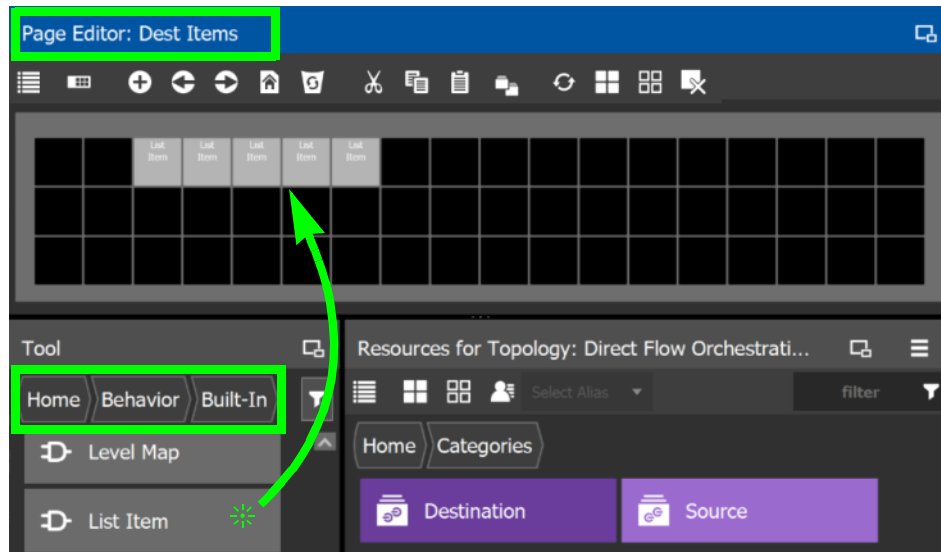 Page Editor: Dest Items
List Item
List Item
List Item
List Item
List Item
Tool
Home Behavior Built-In
Level Map
List Item
Resources for Topology: Direct Flow Orchestrati...
Select Alias
filter
Home Categories
Destination
Source